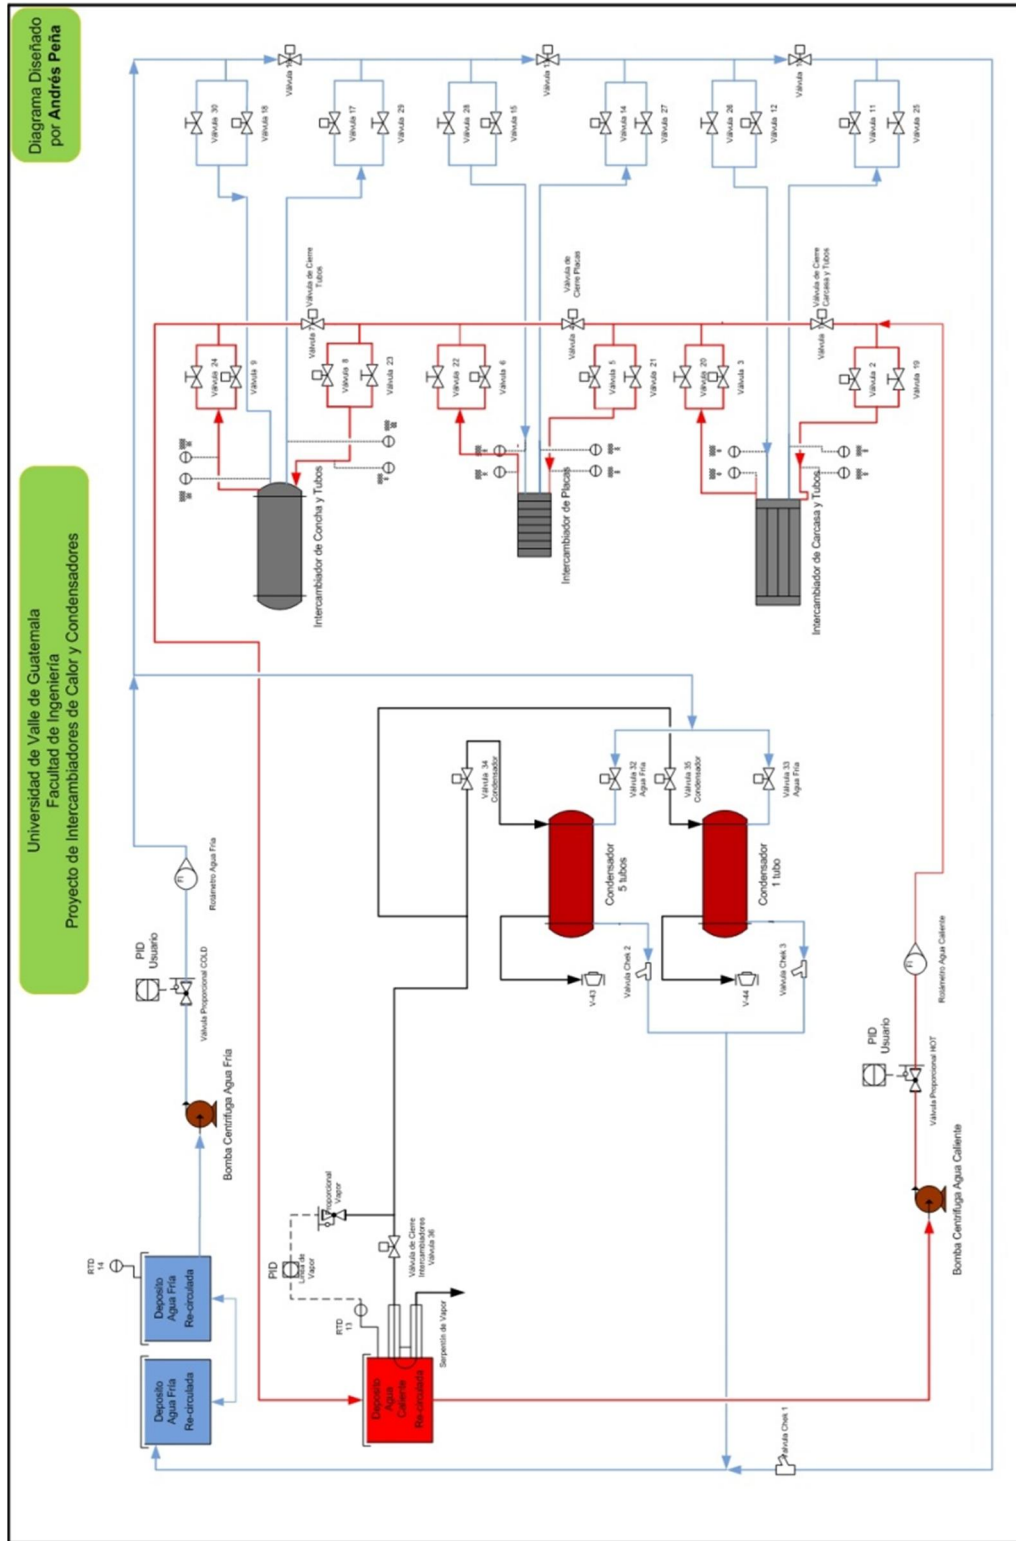 Diagrama Diseñado
por Andrés Peña
Universidad de Valle de Guatemala
Facultad de Ingeniería
Proyecto de Intercambiadores de Calor y Condensadores
Válvula 30
Válvula 18
Válvula 17
Válvula 29
Válvula 28
Válvula 15
Válvula 14
Válvula 27
Válvula 26
Válvula 12
Válvula 11
Válvula 25
Válvula de Cierre
Tubos
Válvula de
Cierre Placas
Válvula de Cierre
Carcasa y Tubos
Válvula 24
Válvula 9
Válvula 8
Válvula 23
Válvula 22
Válvula 6
Válvula 5
Válvula 21
Válvula 20
Válvula 3
Válvula 2
Válvula 19
Intercambiador de Concha y Tubos
Intercambiador de Placas
Intercambiador de Carcasa y Tubos
Válvula 34
Condensador
Válvula 32
Agua Fría
Válvula 35
Condensador
Válvula 33
Agua Fría
Condensador
5 tubos
Condensador
1 tubo
V-43
Valvula Chek 2
V-44
Valvula Chek 3
FI
Rotámetro Agua Fría
PID
Usuario
Válvula Proporcional COLD
Bomba Centrifuga Agua Fría
FI
Rotámetro Agua Caliente
PID
Usuario
Válvula Proporcional HOT
Bomba Centrifuga Agua Caliente
RTD
14
Deposito
Agua Fría
Re-circulada
Deposito
Agua Fría
Re-circulada
Vapor
PID
Línea de
Vapor
Válvula de Cierre
Intercambiadores
Válvula 36
RTD
13
Serpentín de Vapor
Deposito
Agua
Caliente
Re-circulada
Valvula Chek 1